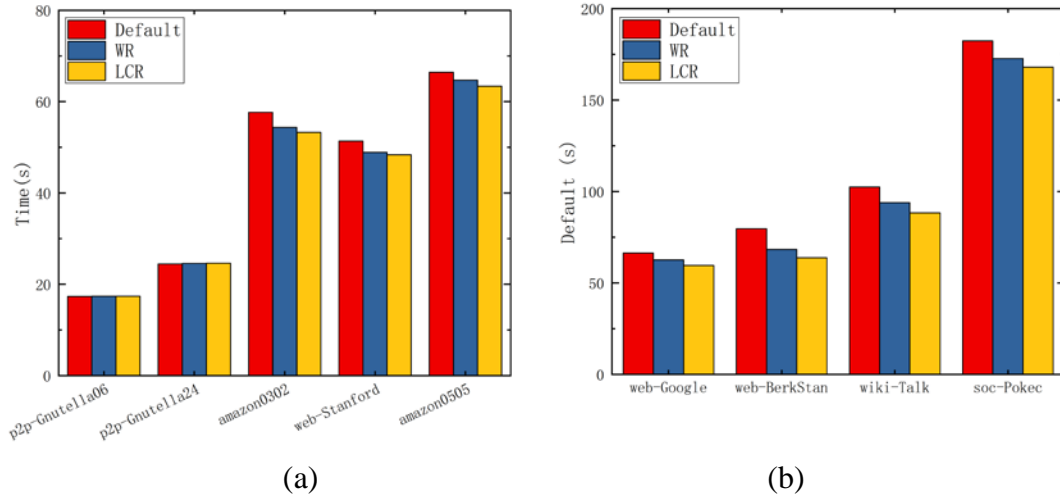 80
60
40
20
0
Time(s)
Default
WR
LCR
p2p-Gnutella06
p2p-Gnutella24
amazon0302
web-Stanford
amazon0505
(a)
200
150
100
50
0
Default (s)
Default
WR
LCR
web-Google
web-BerkStan
wiki-Talk
soc-Pokec
(b)